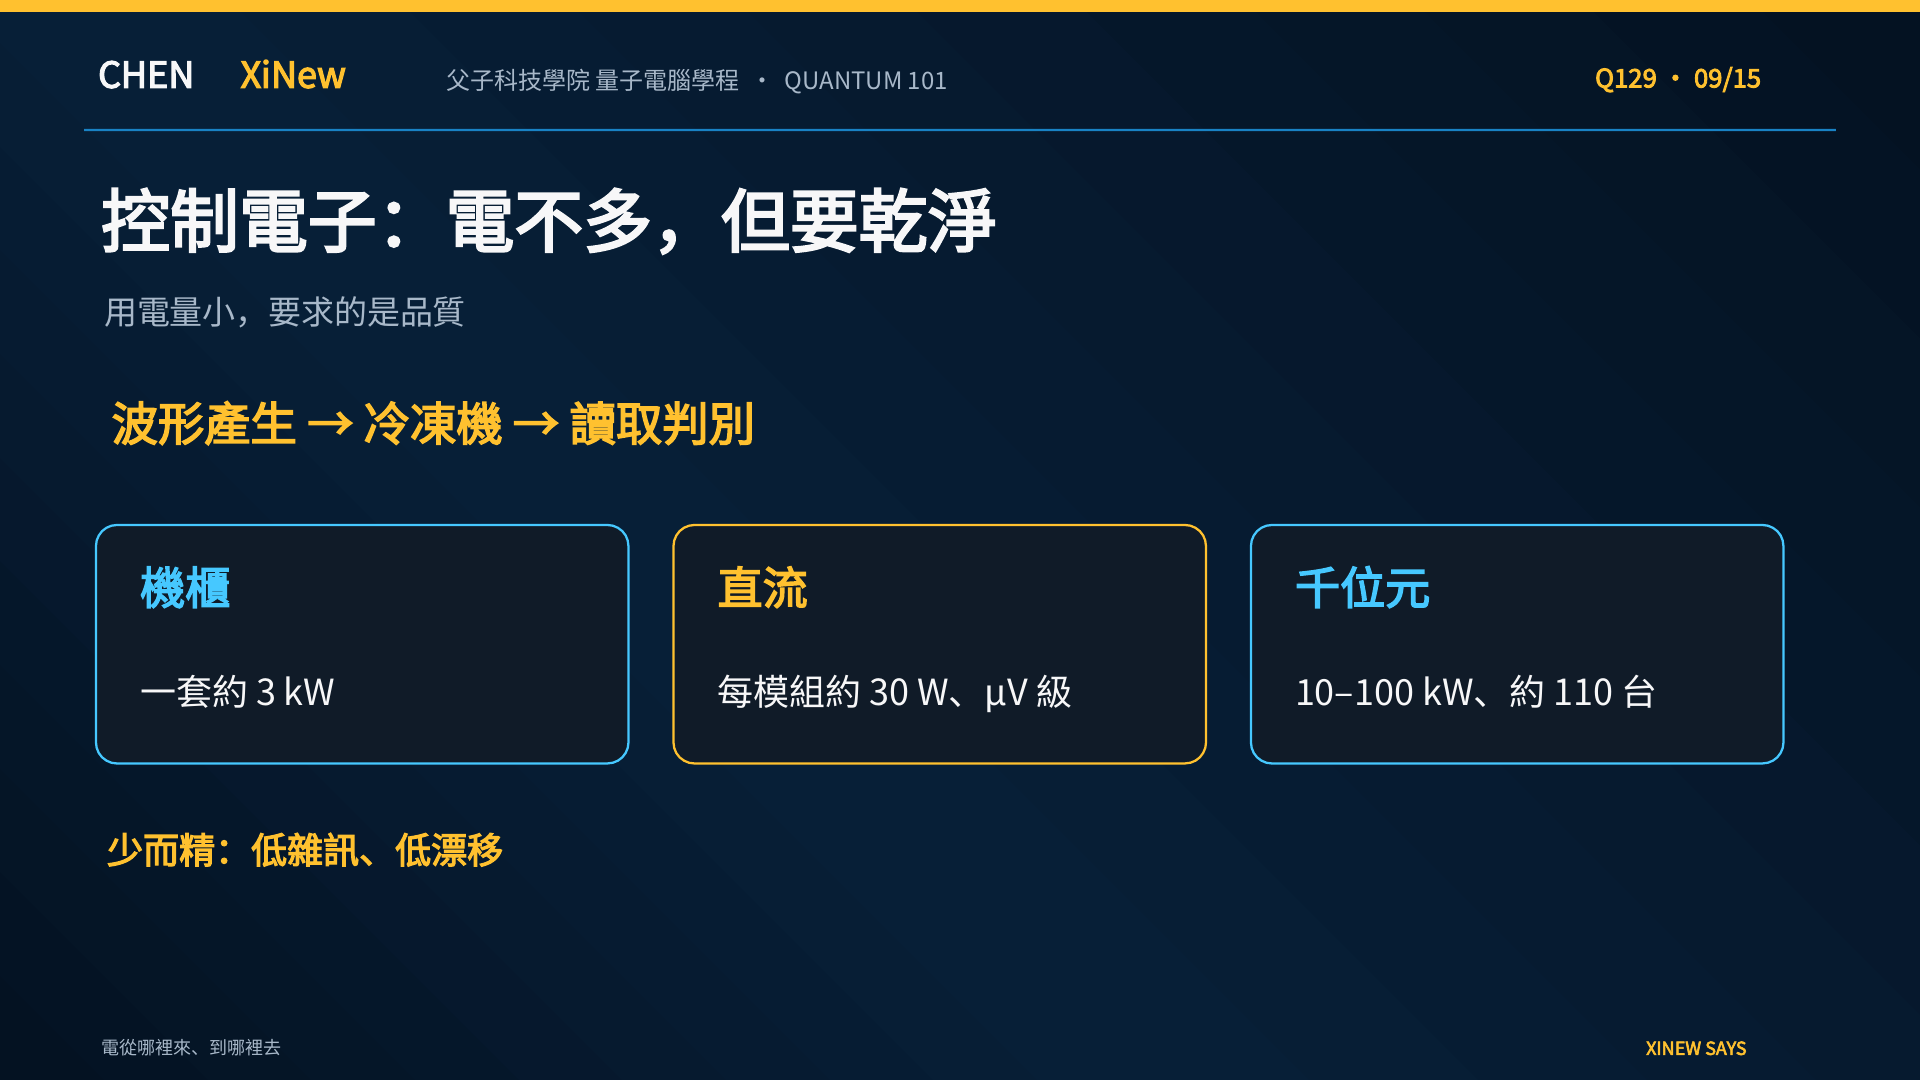 CHEN XiNew 父子科技學院 量子電腦學程 · QUANTUM 101 Q129 · 09/15
控制電子：電不多，但要乾淨
用電量小，要求的是品質
波形產生 → 冷凍機 → 讀取判別
機櫃
一套約 3 kW
直流
每模組約 30 W、μV 級
千位元
10–100 kW、約 110 台
少而精：低雜訊、低漂移
電從哪裡來、到哪裡去
XINEW SAYS